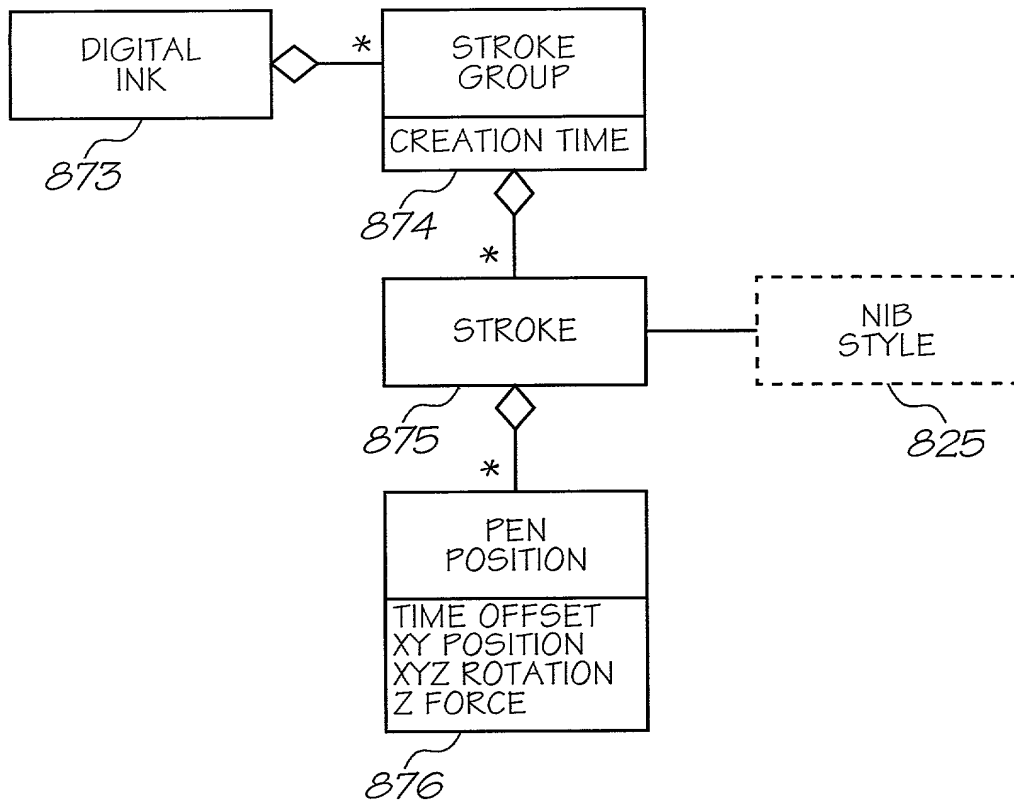 DIGITAL
INK
*
STROKE
GROUP
CREATION TIME
873
874
*
STROKE
NIB
STYLE
875
825
*
PEN
POSITION
TIME OFFSET
XY POSITION
XYZ ROTATION
Z FORCE
876